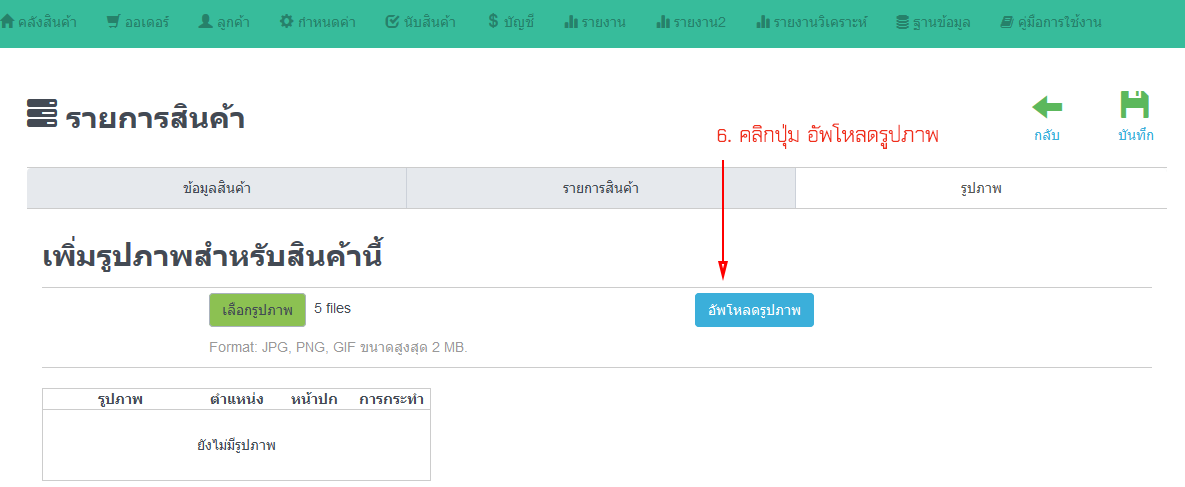 คลังสินค้า ออเดอร์ ลูกค้า กำหนดค่า นับสินค้า บัญชี รายงาน รายงาน2 รายงานวิเคราะห์ ฐานข้อมูล คู่มือการใช้งาน
รายการสินค้า
กลับ บันทึก
6. คลิกปุ่ม อัพโหลดรูปภาพ
ข้อมูลสินค้า รายการสินค้า รูปภาพ
เพิ่มรูปภาพสำหรับสินค้านี้
เลือกรูปภาพ 5 files อัพโหลดรูปภาพ
Format: JPG, PNG, GIF ขนาดสูงสุด 2 MB.
รูปภาพ ตำแหน่ง หน้าปก การกระทำ
ยังไม่มีรูปภาพ